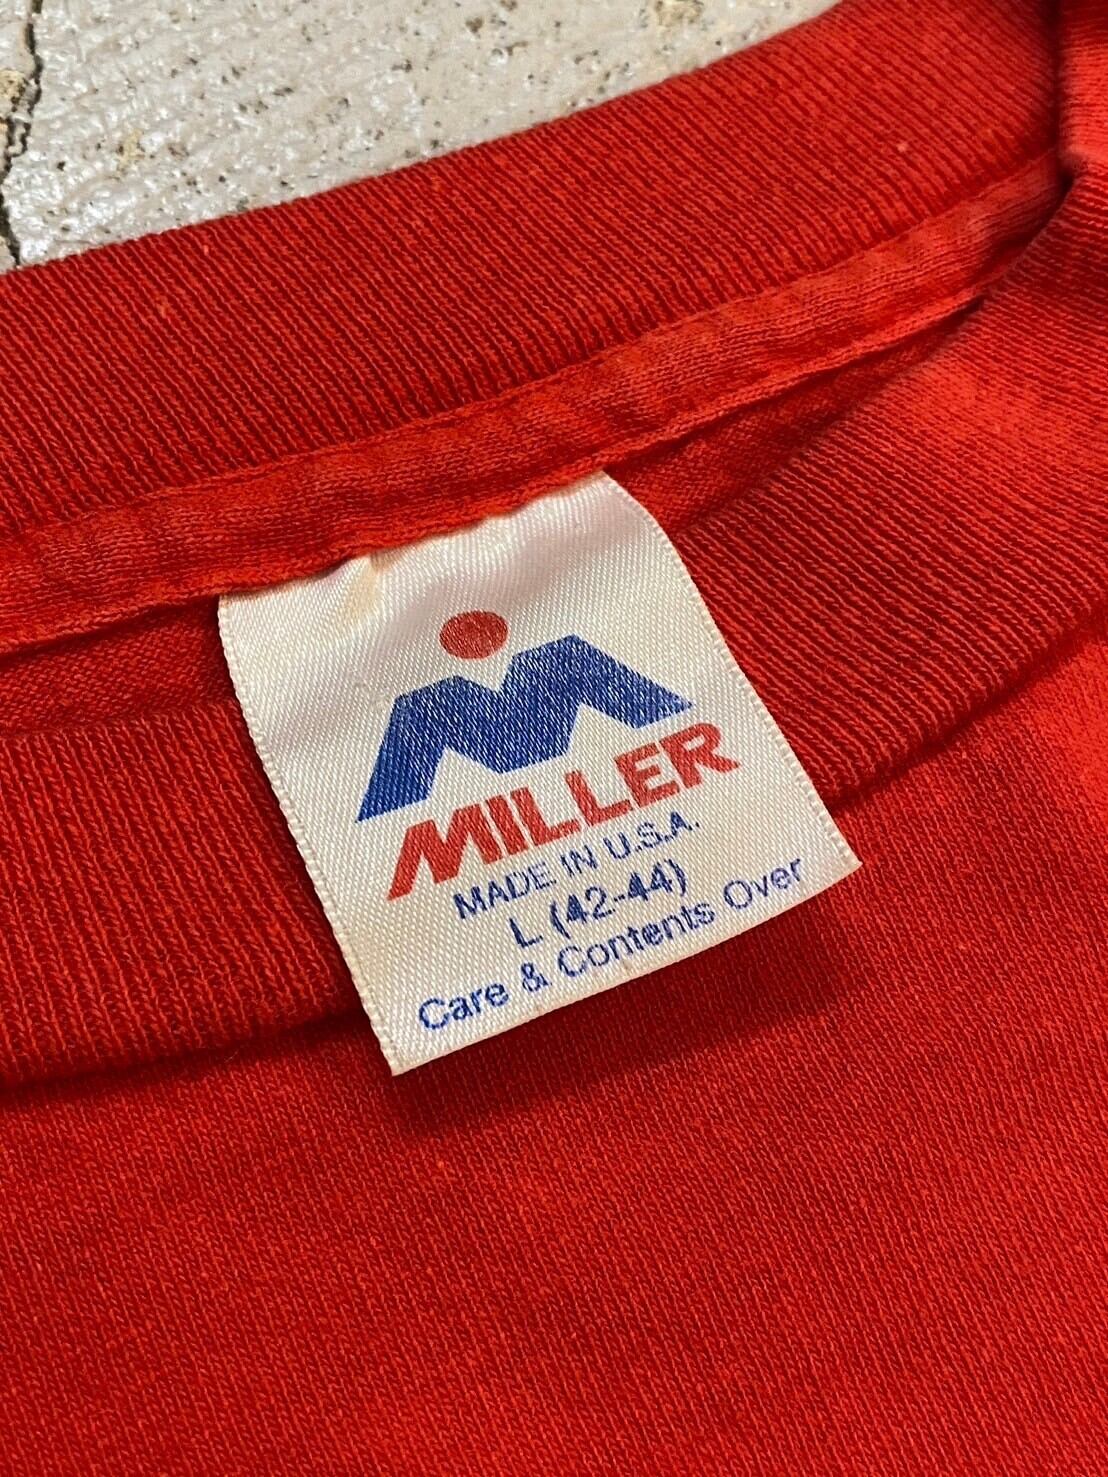 MILLER
MADE IN U.S.A.
L (42-44)
Care & Contents Over